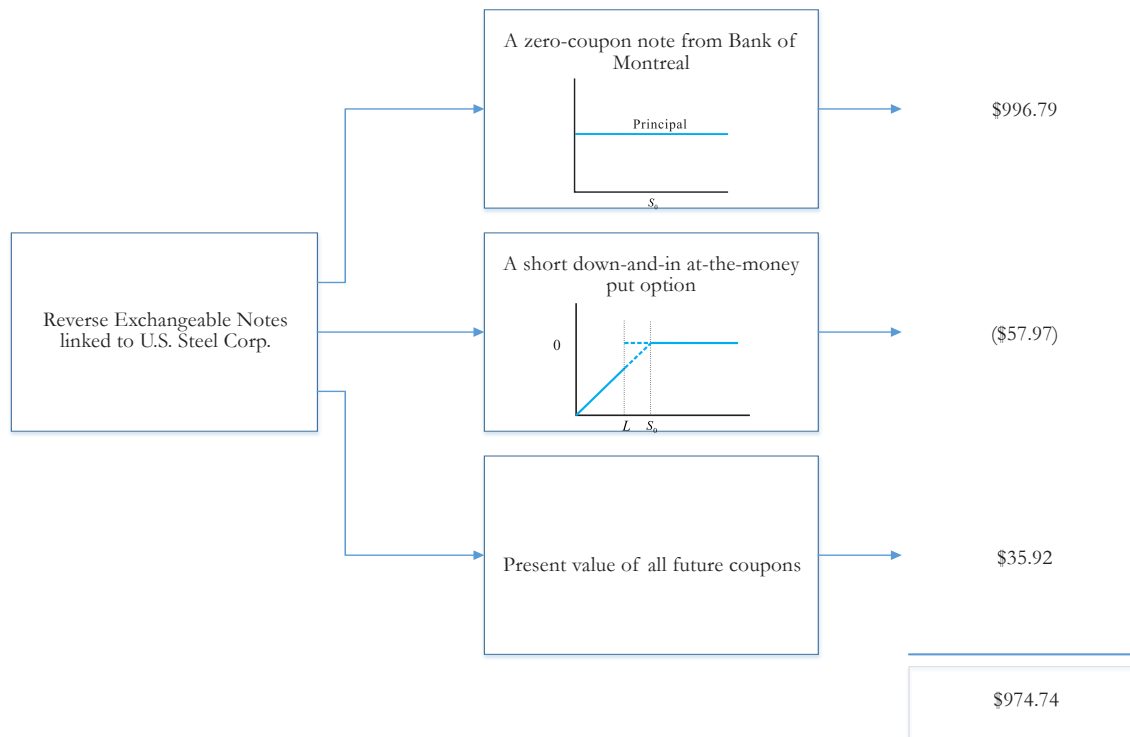 A zero-coupon note from Bank of
Montreal
Principal
S₀
$996.79
Reverse Exchangeable Notes
linked to U.S. Steel Corp.
A short down-and-in at-the-money
put option
0
L S₀
($57.97)
Present value of all future coupons
$35.92
$974.74